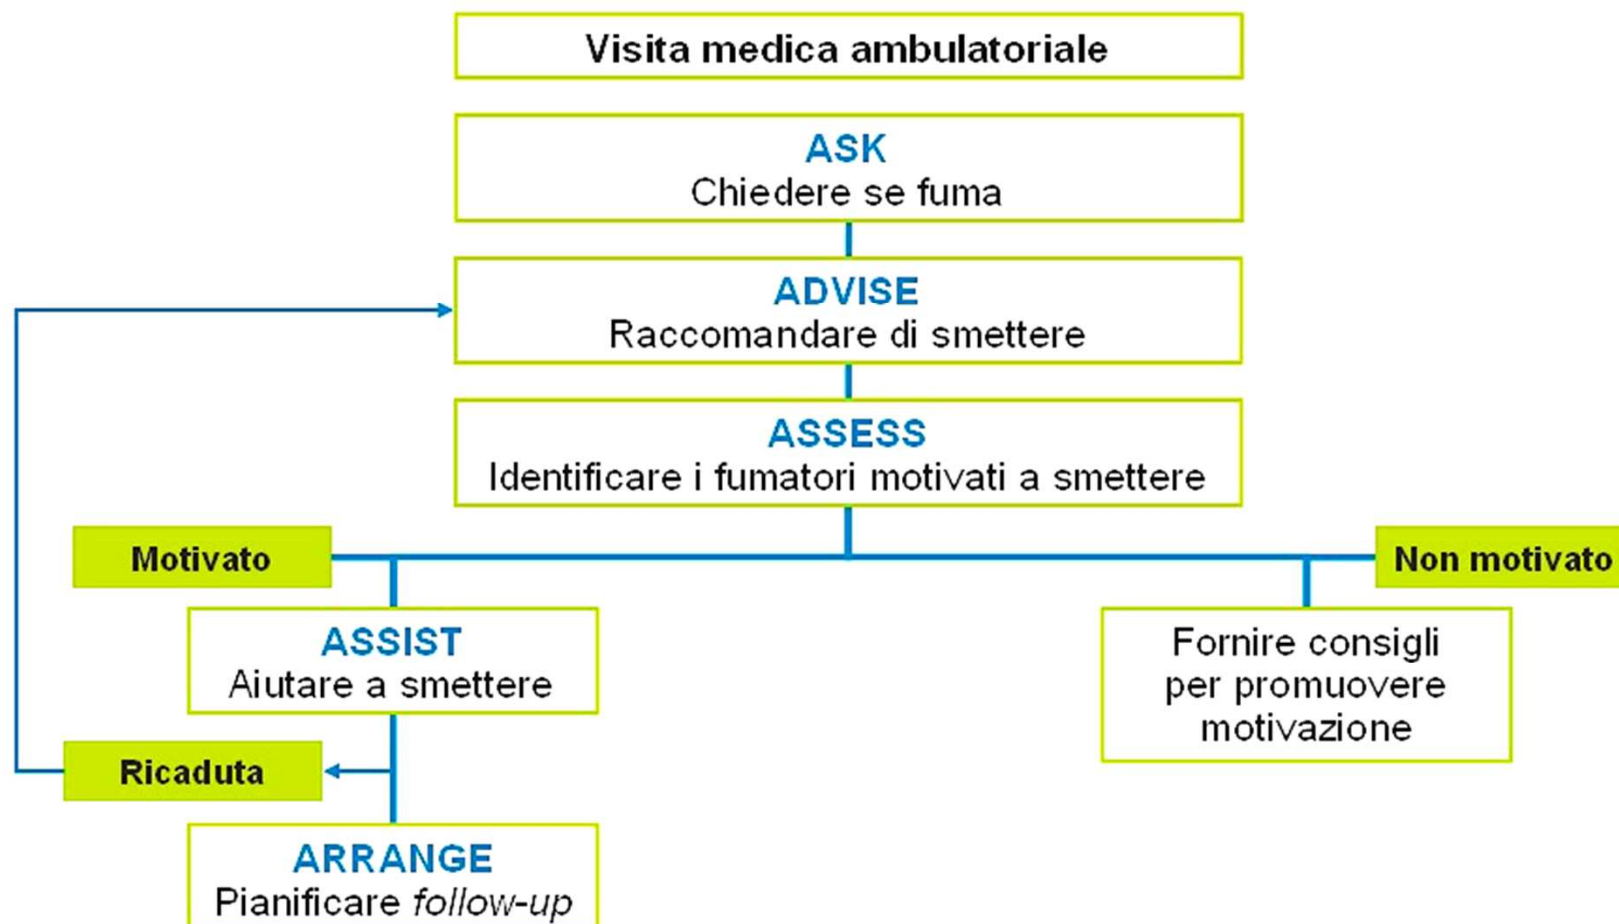 Visita medica ambulatoriale
ASK
Chiedere se fuma
ADVISE
Raccomandare di smettere
ASSESS
Identificare i fumatori motivati a smettere
Motivato
Non motivato
ASSIST
Aiutare a smettere
Fornire consigli
per promuovere
motivazione
Ricaduta
ARRANGE
Pianificare follow-up